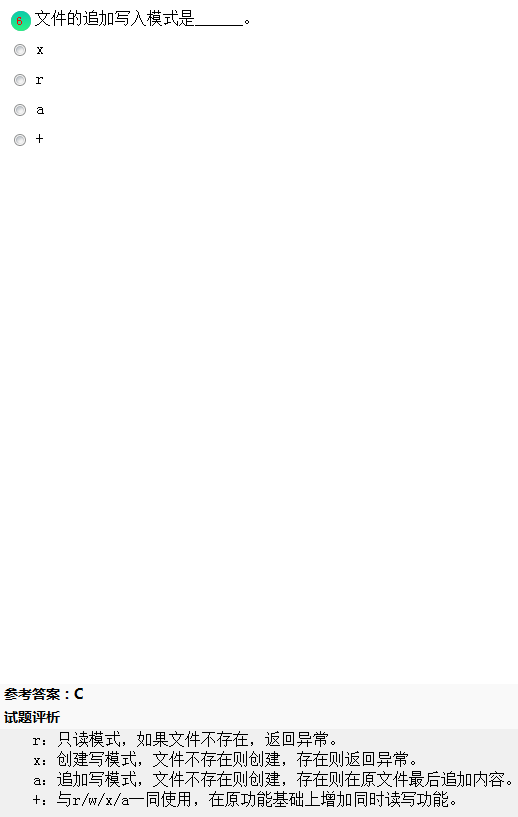 6 文件的追加写入模式是______。
x
r
a
+
参考答案：C
试题评析
r：只读模式，如果文件不存在，返回异常。
x：创建写模式，文件不存在则创建，存在则返回异常。
a：追加写模式，文件不存在则创建，存在则在原文件最后追加内容。
+：与r/w/x/a一同使用，在原功能基础上增加同时读写功能。